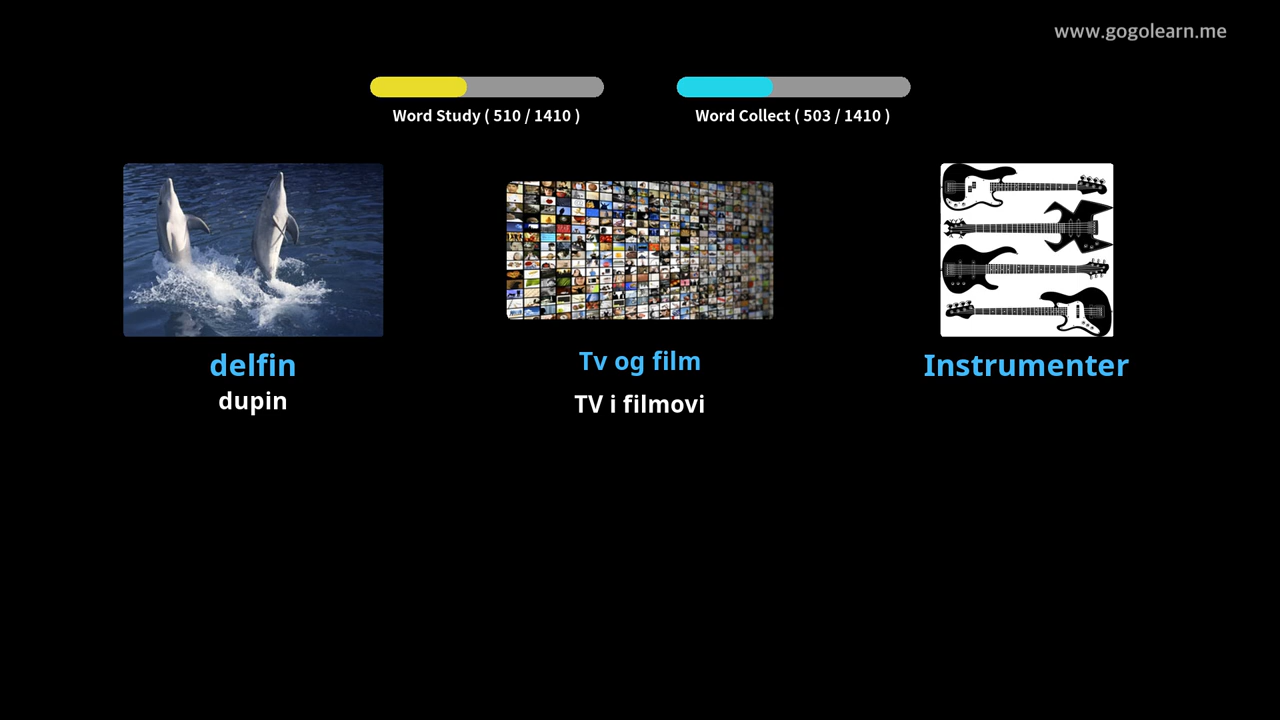 www.gogolearn.me
Word Study ( 510 / 1410 )
Word Collect ( 503 / 1410 )
delfin
dupin
Tv og film
TV i filmovi
Instrumenter